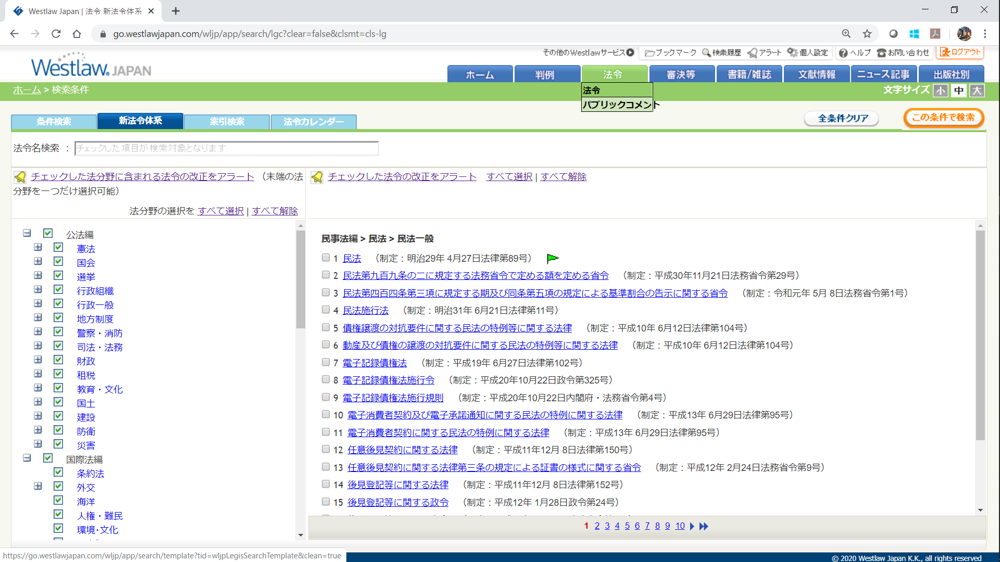 Westlaw Japan | 法令 新法令体系
go.westlawjapan.com/wljp/app/search/lgc?clear=false&clsmt=cls-lg
その他のWestlawサービス ブックマーク 検索履歴 アラート 個人設定 ヘルプ お問い合わせ ログアウト
Westlaw. JAPAN
ホーム 判例 法令 審決等 書籍/雑誌 文献情報 ニュース記事 出版社別
ホーム > 検索条件
法令
パブリックコメント
文字サイズ 小 中 大
条件検索 新法令体系 索引検索 法令カレンダー
全条件クリア この条件で検索
法令名検索 : チェックした項目が検索対象となります
チェックした法分野に含まれる法令の改正をアラート (末端の法
分野を一つだけ選択可能)
法分野の選択を すべて選択 | すべて解除
チェックした法令の改正をアラート すべて選択 | すべて解除
公法編
憲法
国会
選挙
行政組織
行政一般
地方制度
警察・消防
司法・法務
財政
租税
教育・文化
国土
建設
防衛
災害
国際法編
条約法
外交
海洋
人権・難民
環境・文化
民事法編 > 民法 > 民法一般
1 民法 (制定:明治29年 4月27日法律第89号)
2 民法第九百九条の二に規定する法務省令で定める額を定める省令 (制定:平成30年11月21日法務省令第29号)
3 民法第四百四条第三項に規定する期及び同条第五項の規定による基準割合の告示に関する省令 (制定:令和元年 5月 8日法務省令第1号)
4 民法施行法 (制定:明治31年 6月21日法律第11号)
5 債権譲渡の対抗要件に関する民法の特例等に関する法律 (制定:平成10年 6月12日法律第104号)
6 動産及び債権の譲渡の対抗要件に関する民法の特例等に関する法律 (制定:平成10年 6月12日法律第104号)
7 電子記録債権法 (制定:平成19年 6月27日法律第102号)
8 電子記録債権法施行令 (制定:平成20年10月22日政令第325号)
9 電子記録債権法施行規則 (制定:平成20年10月22日内閣府・法務省令第4号)
10 電子消費者契約及び電子承諾通知に関する民法の特例に関する法律 (制定:平成13年 6月29日法律第95号)
11 電子消費者契約に関する民法の特例に関する法律 (制定:平成13年 6月29日法律第95号)
12 任意後見契約に関する法律 (制定:平成11年12月 8日法律第150号)
13 任意後見契約に関する法律第三条の規定による証書の様式に関する省令 (制定:平成12年 2月24日法務省令第9号)
14 後見登記等に関する法律 (制定:平成11年12月 8日法律第152号)
15 後見登記等に関する政令 (制定:平成12年 1月28日政令第24号)
1 2 3 4 5 6 7 8 9 10
https://go.westlawjapan.com/wljp/app/search/template?tid=wljpLegisSearchTemplate&clean=true
© 2020 Westlaw Japan K.K., all rights reserved